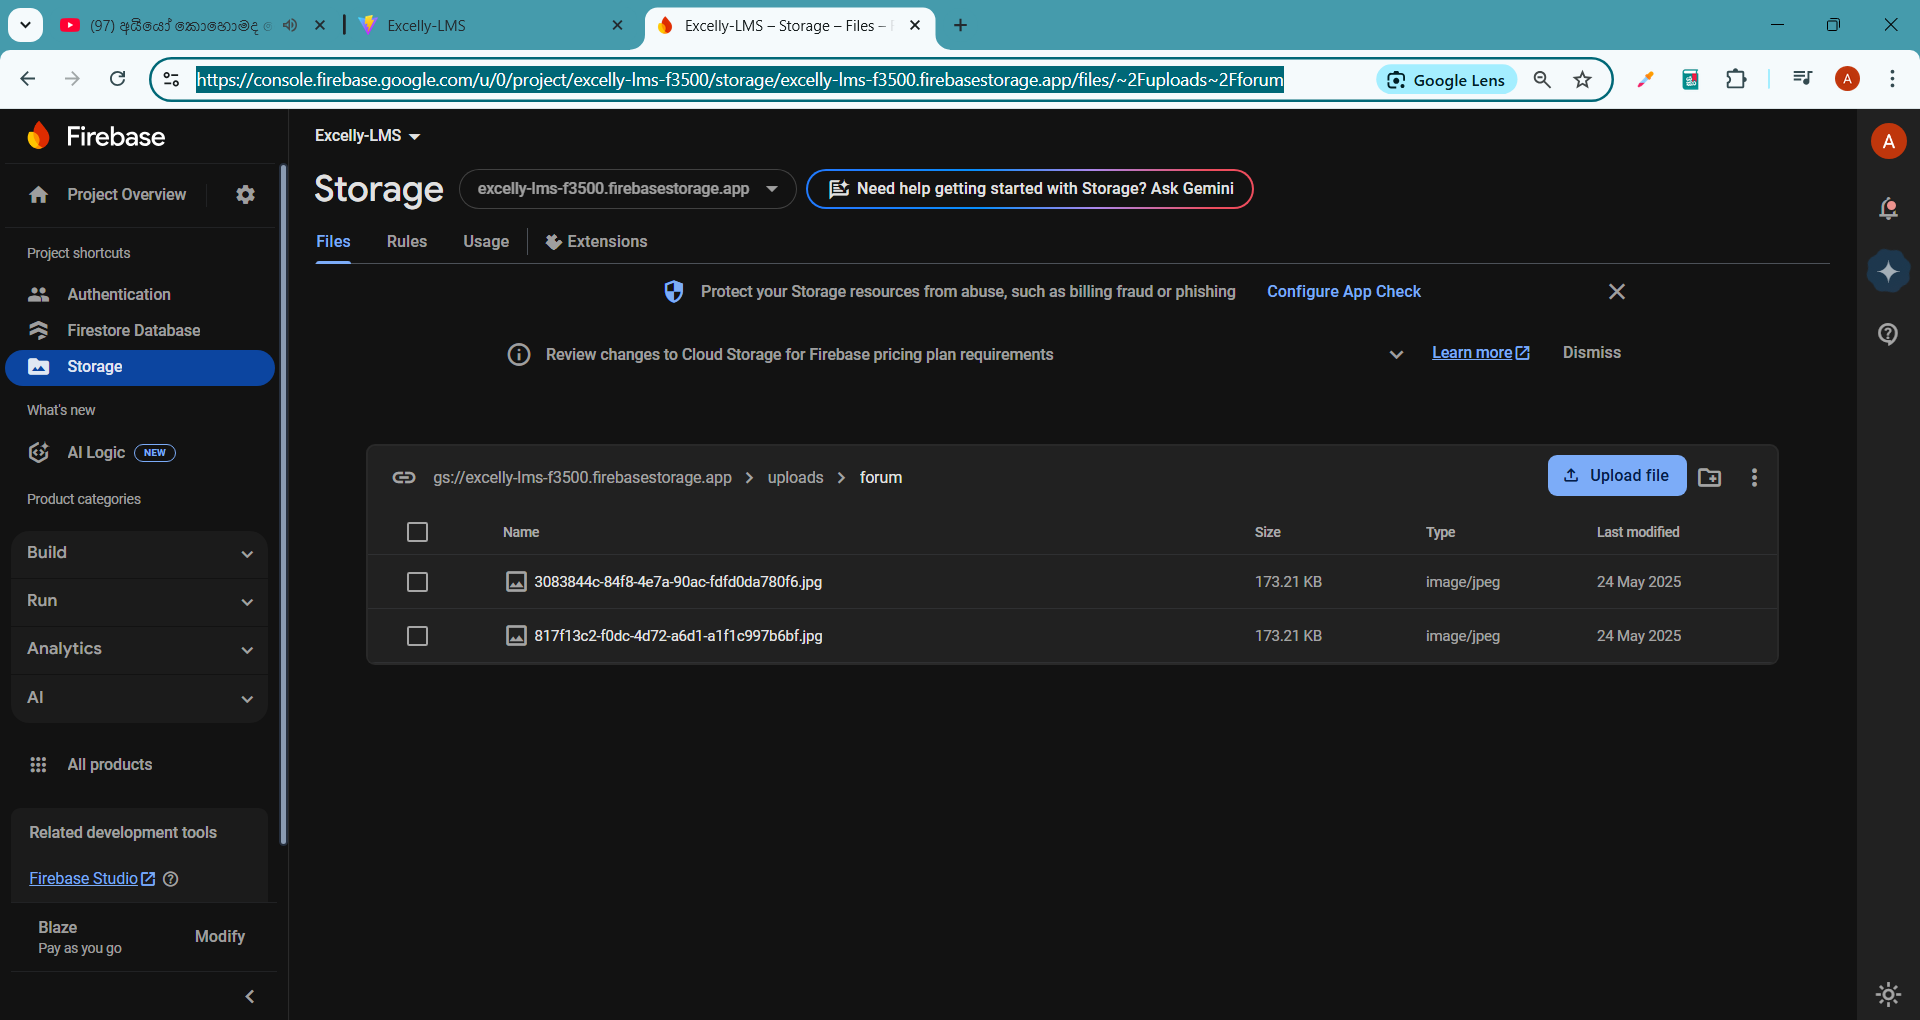 (97) අයියෝ කොහොමද
Excelly-LMS
Excelly-LMS – Storage – Files –
https://console.firebase.google.com/u/0/project/excelly-lms-f3500/storage/excelly-lms-f3500.firebasestorage.app/files/~2Fuploads~2Fforum
Google Lens
A
Firebase
Excelly-LMS
A
Project Overview
Storage
excelly-lms-f3500.firebasestorage.app
Need help getting started with Storage? Ask Gemini
Files
Rules
Usage
Extensions
Project shortcuts
Authentication
Firestore Database
Storage
Protect your Storage resources from abuse, such as billing fraud or phishing
Configure App Check
Review changes to Cloud Storage for Firebase pricing plan requirements
Learn more
Dismiss
What's new
AI Logic
NEW
Product categories
Build
Run
Analytics
AI
All products
Related development tools
Firebase Studio
Blaze
Pay as you go
Modify
gs://excelly-lms-f3500.firebasestorage.app
uploads
forum
Upload file
Name Size Type Last modified
3083844c-84f8-4e7a-90ac-fdfd0da780f6.jpg 173.21 KB image/jpeg 24 May 2025
817f13c2-f0dc-4d72-a6d1-a1f1c997b6bf.jpg 173.21 KB image/jpeg 24 May 2025